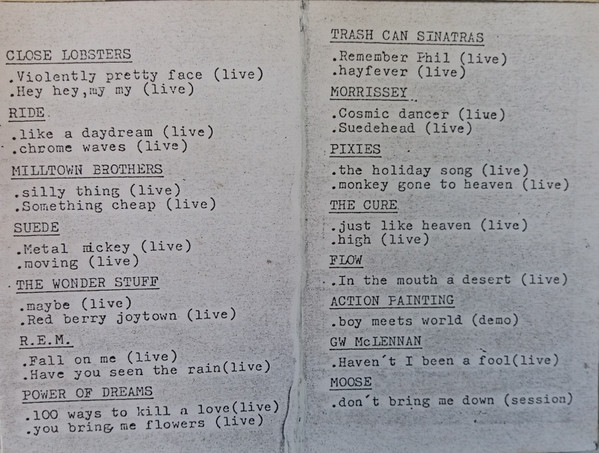 CLOSE LOBSTERS
.Violently pretty face (live)
.Hey hey,my my (live)
RIDE
.like a daydream (live)
.chrome waves (live)
MILLTOWN BROTHERS
.silly thing (live)
.Something cheap (live)
SUEDE
.Metal mickey (live)
.moving (live)
THE WONDER STUFF
.maybe (live)
.Red berry joytown (live)
R.E.M.
.Fall on me (live)
.Have you seen the rain(live)
POWER OF DREAMS
.100 ways to kill a love(live)
.you bring me flowers (live)
TRASH CAN SINATRAS
.Remember Phil (live)
.hayfever (live)
MORRISSEY
.Cosmic dancer (live)
.Suedehead (live)
PIXIES
.the holiday song (live)
.monkey gone to heaven (live)
THE CURE
.just like heaven (live)
.high (live)
FLOW
.In the mouth a desert (live)
ACTION PAINTING
.boy meets world (demo)
GW McLENNAN
.Haven´t I been a fool(live)
MOOSE
.don´t bring me down (session)